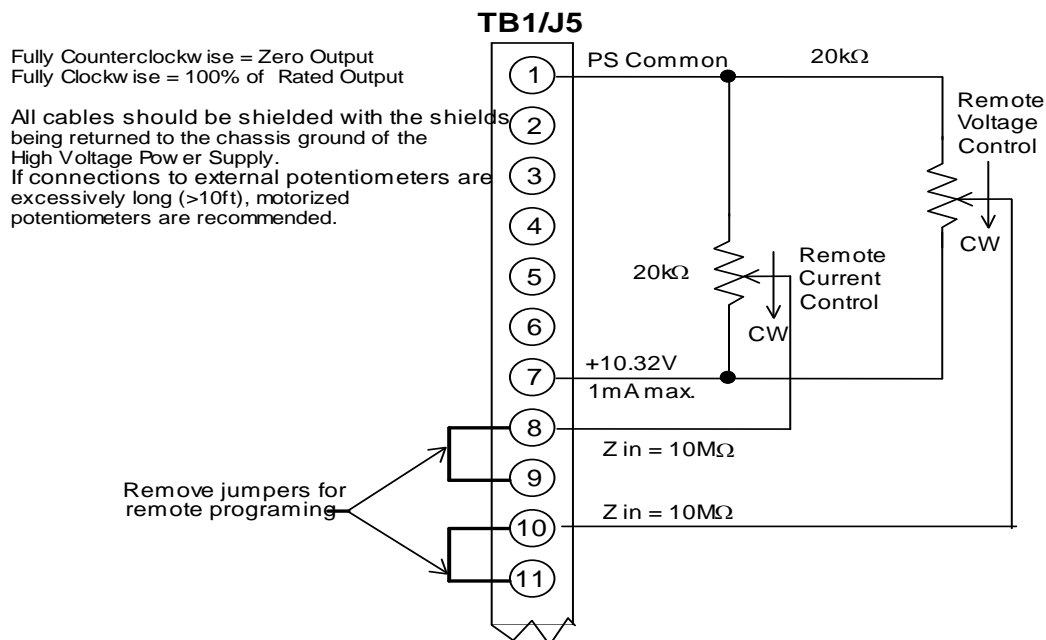 TB1/J5
Fully Counterclockwise = Zero Output
Fully Clockwise = 100% of Rated Output
All cables should be shielded with the shields
being returned to the chassis ground of the
High Voltage Power Supply.
If connections to external potentiometers are
excessively long (>10ft), motorized
potentiometers are recommended.
1
PS Common
20kΩ
2
3
4
5
6
7
8
9
10
11
Remote
Voltage
Control
CW
20kΩ
Remote
Current
Control
CW
+10.32V
1mA max.
Z in = 10MΩ
Z in = 10MΩ
Remove jumpers for
remote programing